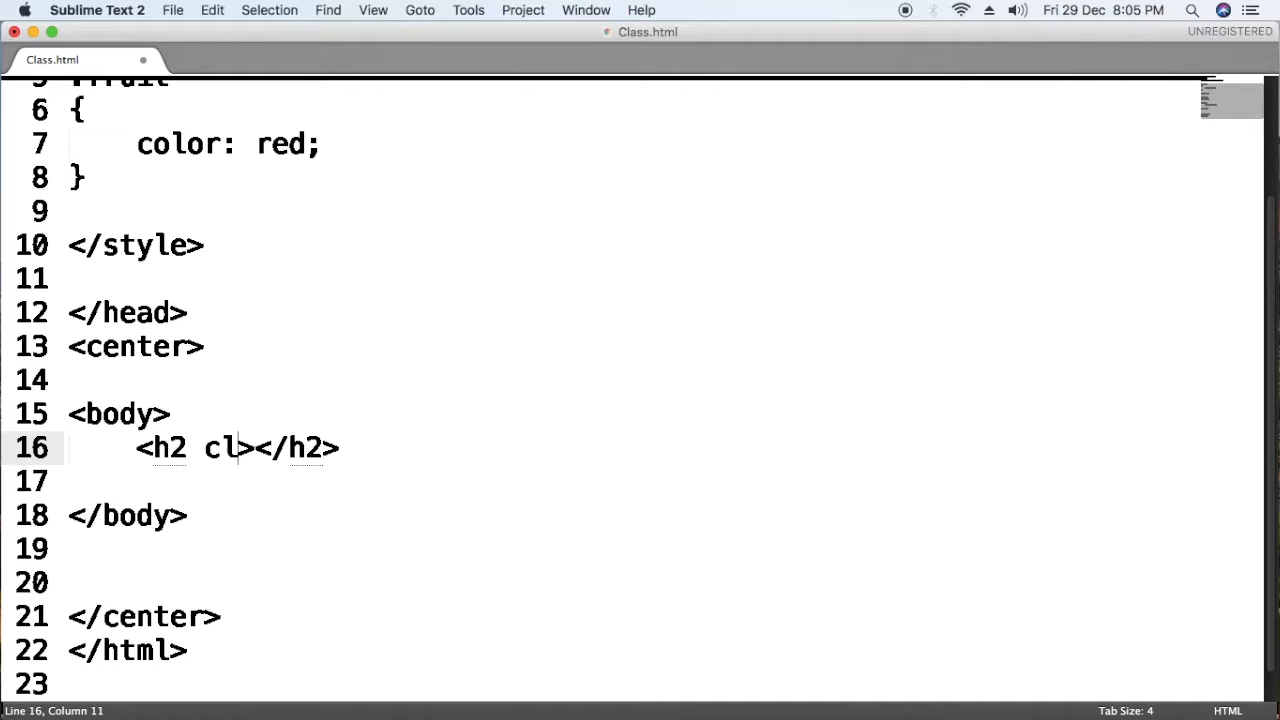 Sublime Text 2 File Edit Selection Find View Goto Tools Project Window Help Fri 29 Dec 8:05 PM
Class.html UNREGISTERED
Class.html
5
6 {
7 color: red;
8 }
9
10 </style>
11
12 </head>
13 <center>
14
15 <body>
16 <h2 cl></h2>
17
18 </body>
19
20
21 </center>
22 </html>
23
Line 16, Column 11 Tab Size: 4 HTML